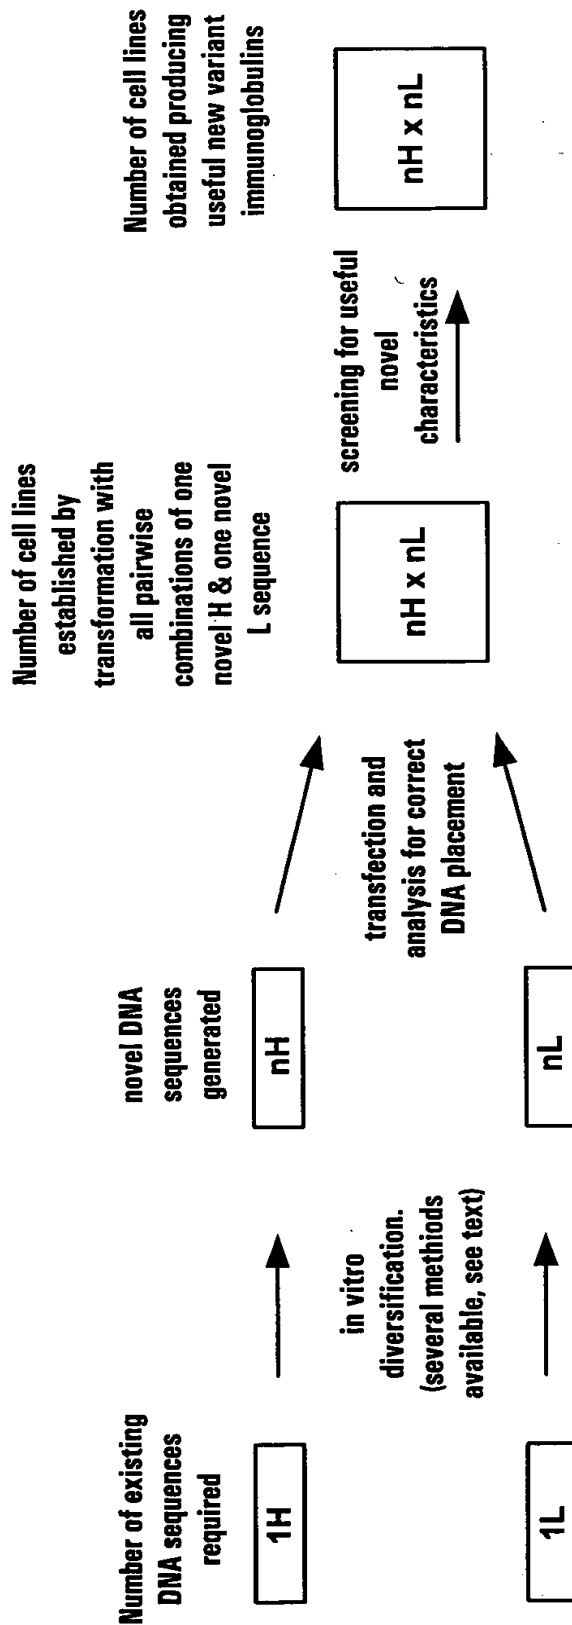 Number of existing
DNA sequences
required
1H
1L
in vitro
diversification.
(several methiods
available, see text)
novel DNA
sequences
generated
nH
nL
transfection and
analysis for correct
DNA placement
Number of cell lines
established by
transformation with
all pairwise
combinations of one
novel H & one novel
L sequence
nH x nL
screening for useful
novel
characteristics
Number of cell lines
obtained producing
useful new variant
immunoglobulins
nH x nL